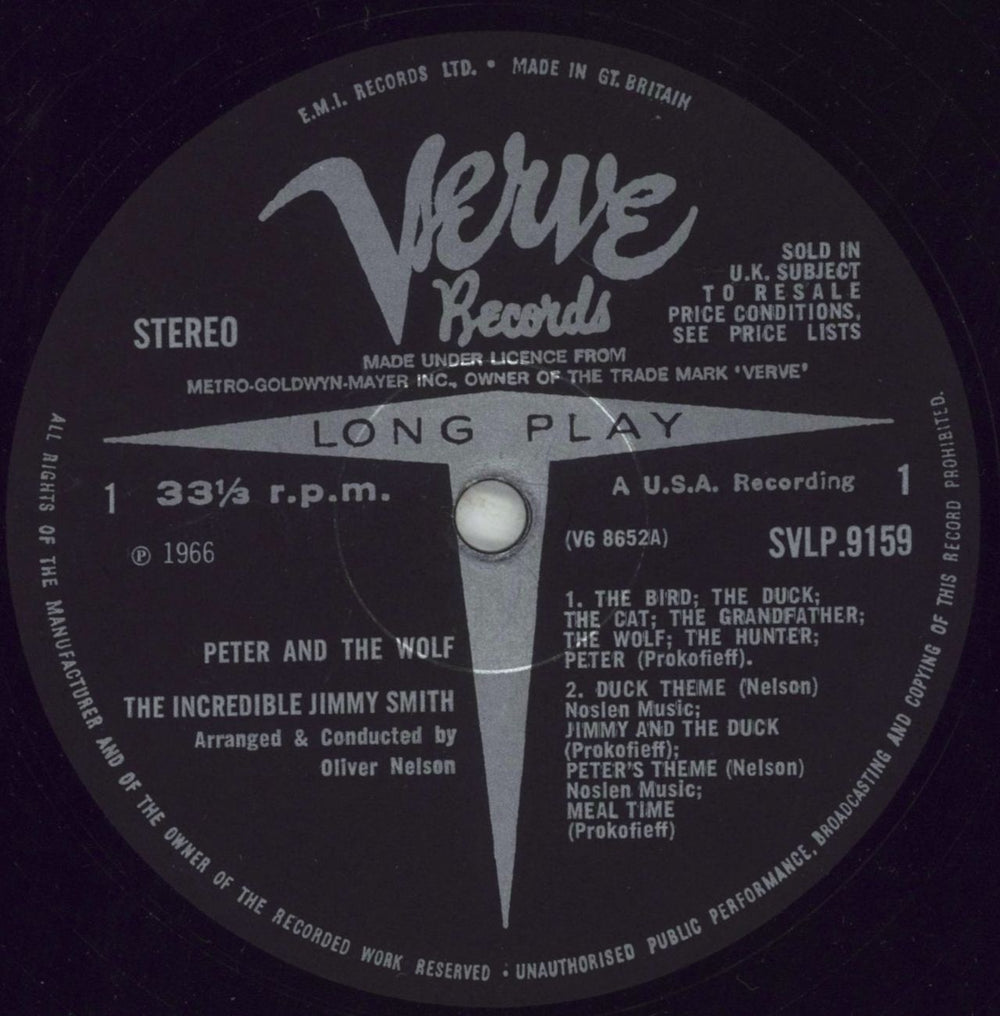 E.M.I. RECORDS LTD. • MADE IN GT. BRITAIN
Verve
Records
SOLD IN
U.K. SUBJECT
TO RESALE
PRICE CONDITIONS,
SEE PRICE LISTS
STEREO
MADE UNDER LICENCE FROM
METRO-GOLDWYN-MAYER INC., OWNER OF THE TRADE MARK 'VERVE'
LONG PLAY
1 33⅓ r.p.m.
A U.S.A. Recording 1
℗ 1966
(V6 8652A) SVLP.9159
PETER AND THE WOLF
THE INCREDIBLE JIMMY SMITH
Arranged & Conducted by
Oliver Nelson
1. THE BIRD; THE DUCK;
THE CAT; THE GRANDFATHER;
THE WOLF; THE HUNTER;
PETER (Prokofieff).
2. DUCK THEME (Nelson)
Noslen Music;
JIMMY AND THE DUCK
(Prokofieff);
PETER'S THEME (Nelson)
Noslen Music;
MEAL TIME
(Prokofieff)
ALL RIGHTS OF THE MANUFACTURER AND OF THE OWNER OF THE RECORDED WORK RESERVED • UNAUTHORISED PUBLIC PERFORMANCE, BROADCASTING AND COPYING OF THIS RECORD PROHIBITED.